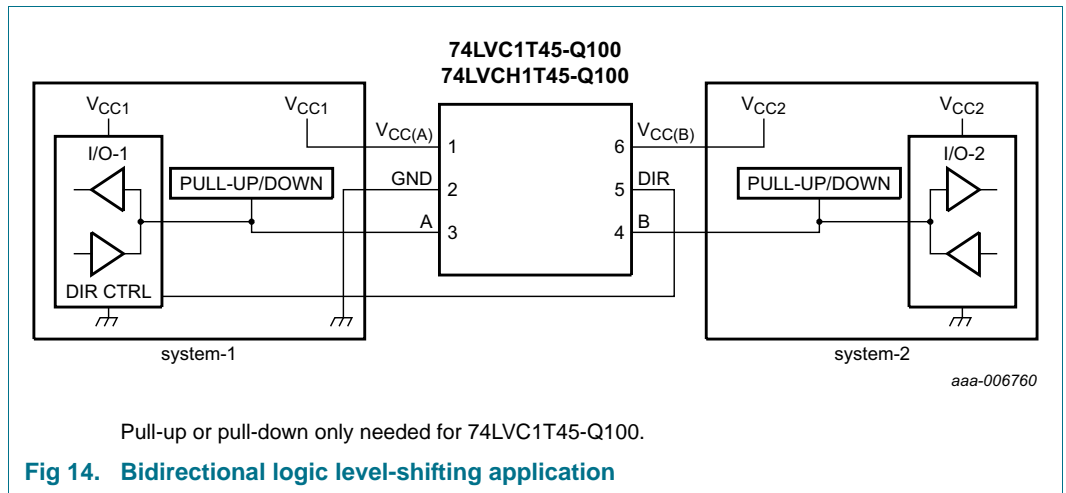 74LVC1T45-Q100
74LVCH1T45-Q100
VCC1
VCC1
VCC(A)
1
6
VCC(B)
VCC2
VCC2
I/O-1
PULL-UP/DOWN
GND
2
5
DIR
PULL-UP/DOWN
I/O-2
A
3
4
B
DIR CTRL
system-1
system-2
aaa-006760
Pull-up or pull-down only needed for 74LVC1T45-Q100.
Fig 14. Bidirectional logic level-shifting application